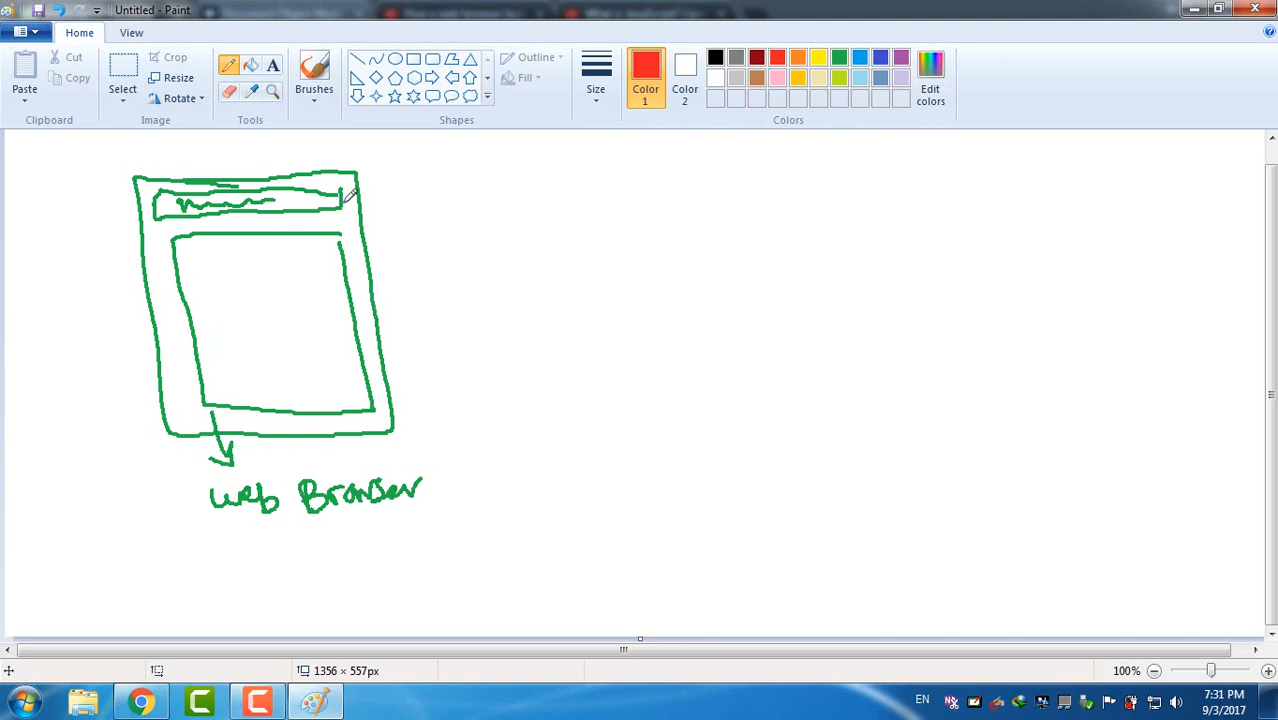 Untitled - Paint
Home
View
Paste
Cut
Copy
Clipboard
Select
Crop
Resize
Rotate
Image
Tools
Brushes
Shapes
Outline
Fill
Size
Color 1
Color 2
Colors
Edit colors
web Browser
1356 × 557px
100%
EN
7:31 PM
9/3/2017